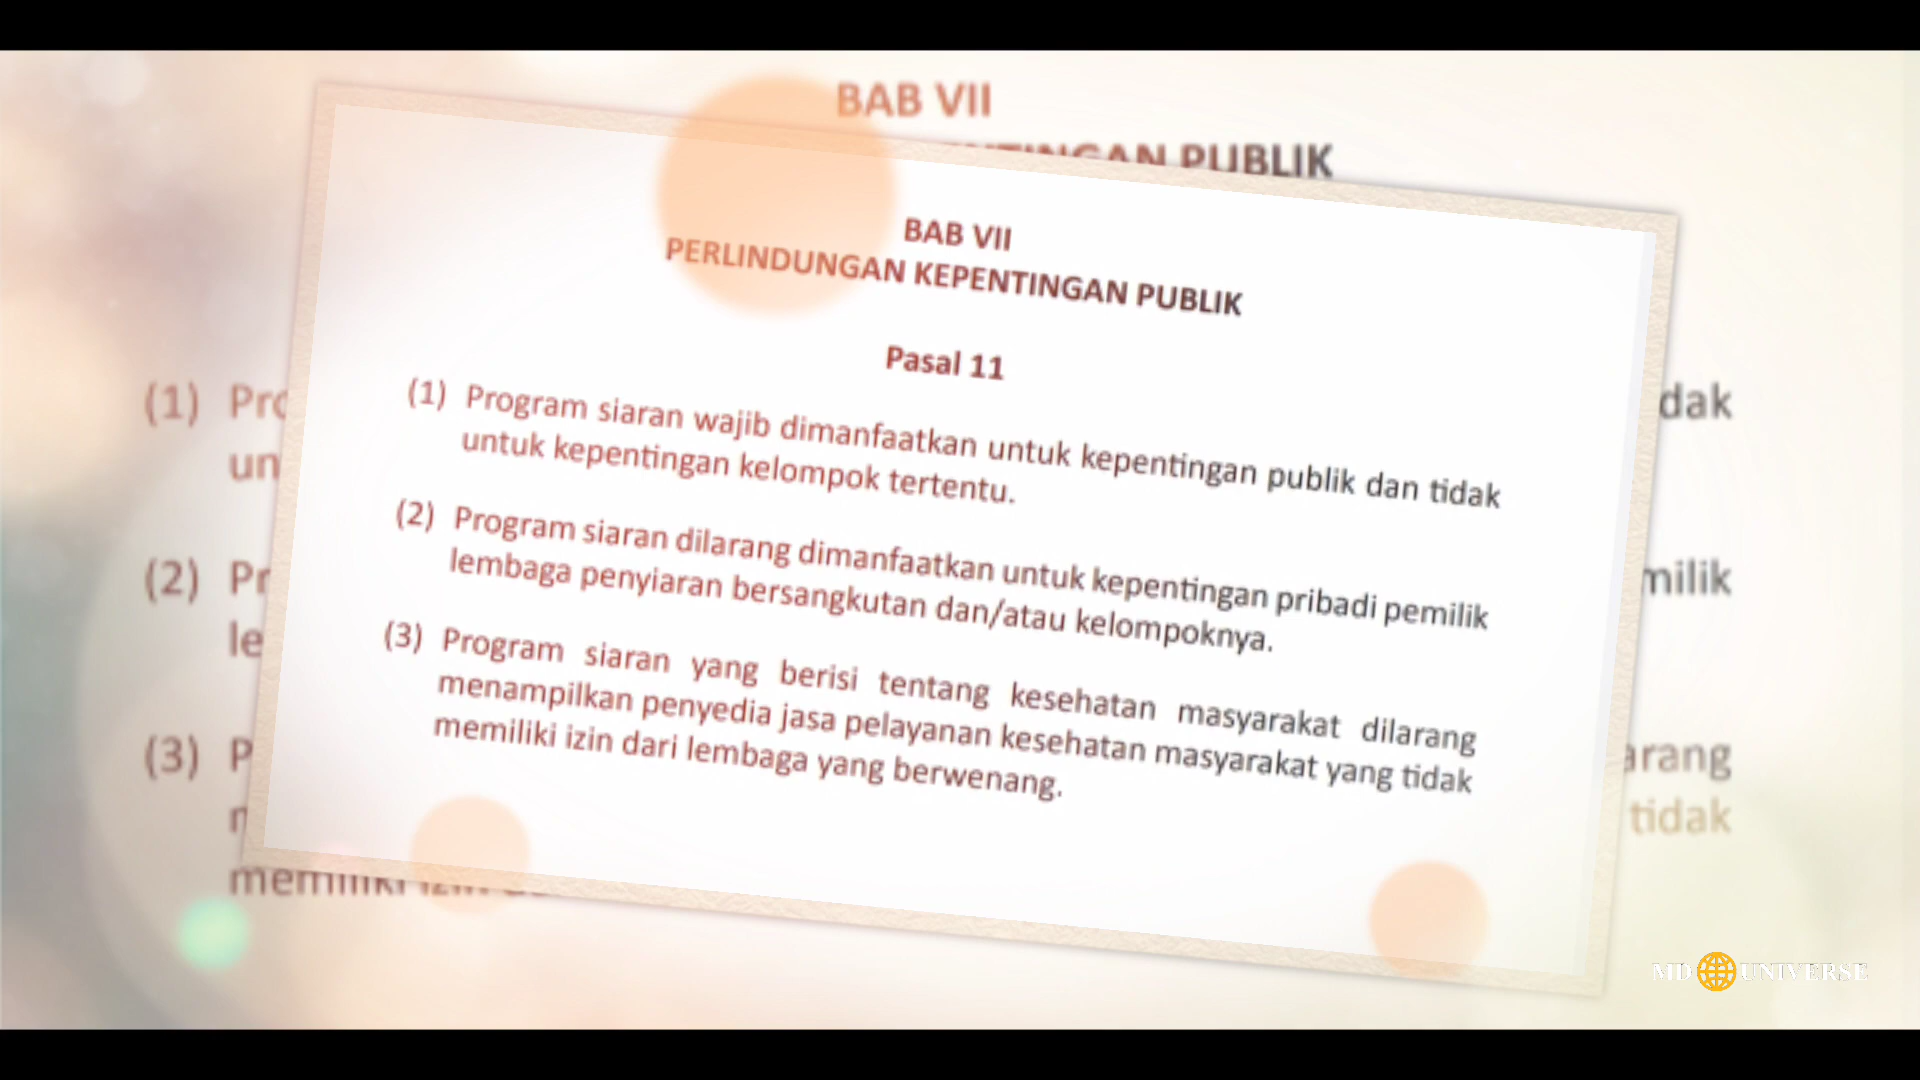 BAB VII
PUBLIK
BAB VII
PERLINDUNGAN KEPENTINGAN PUBLIK
Pasal 11
(1) Program siaran wajib dimanfaatkan untuk kepentingan publik dan tidak
untuk kepentingan kelompok tertentu.
(2) Program siaran dilarang dimanfaatkan untuk kepentingan pribadi pemilik
lembaga penyiaran bersangkutan dan/atau kelompoknya.
(3) Program siaran yang berisi tentang kesehatan masyarakat dilarang
menampilkan penyedia jasa pelayanan kesehatan masyarakat yang tidak
memiliki izin dari lembaga yang berwenang.
(1)
(2)
(3)
tidak
MD UNIVERSE